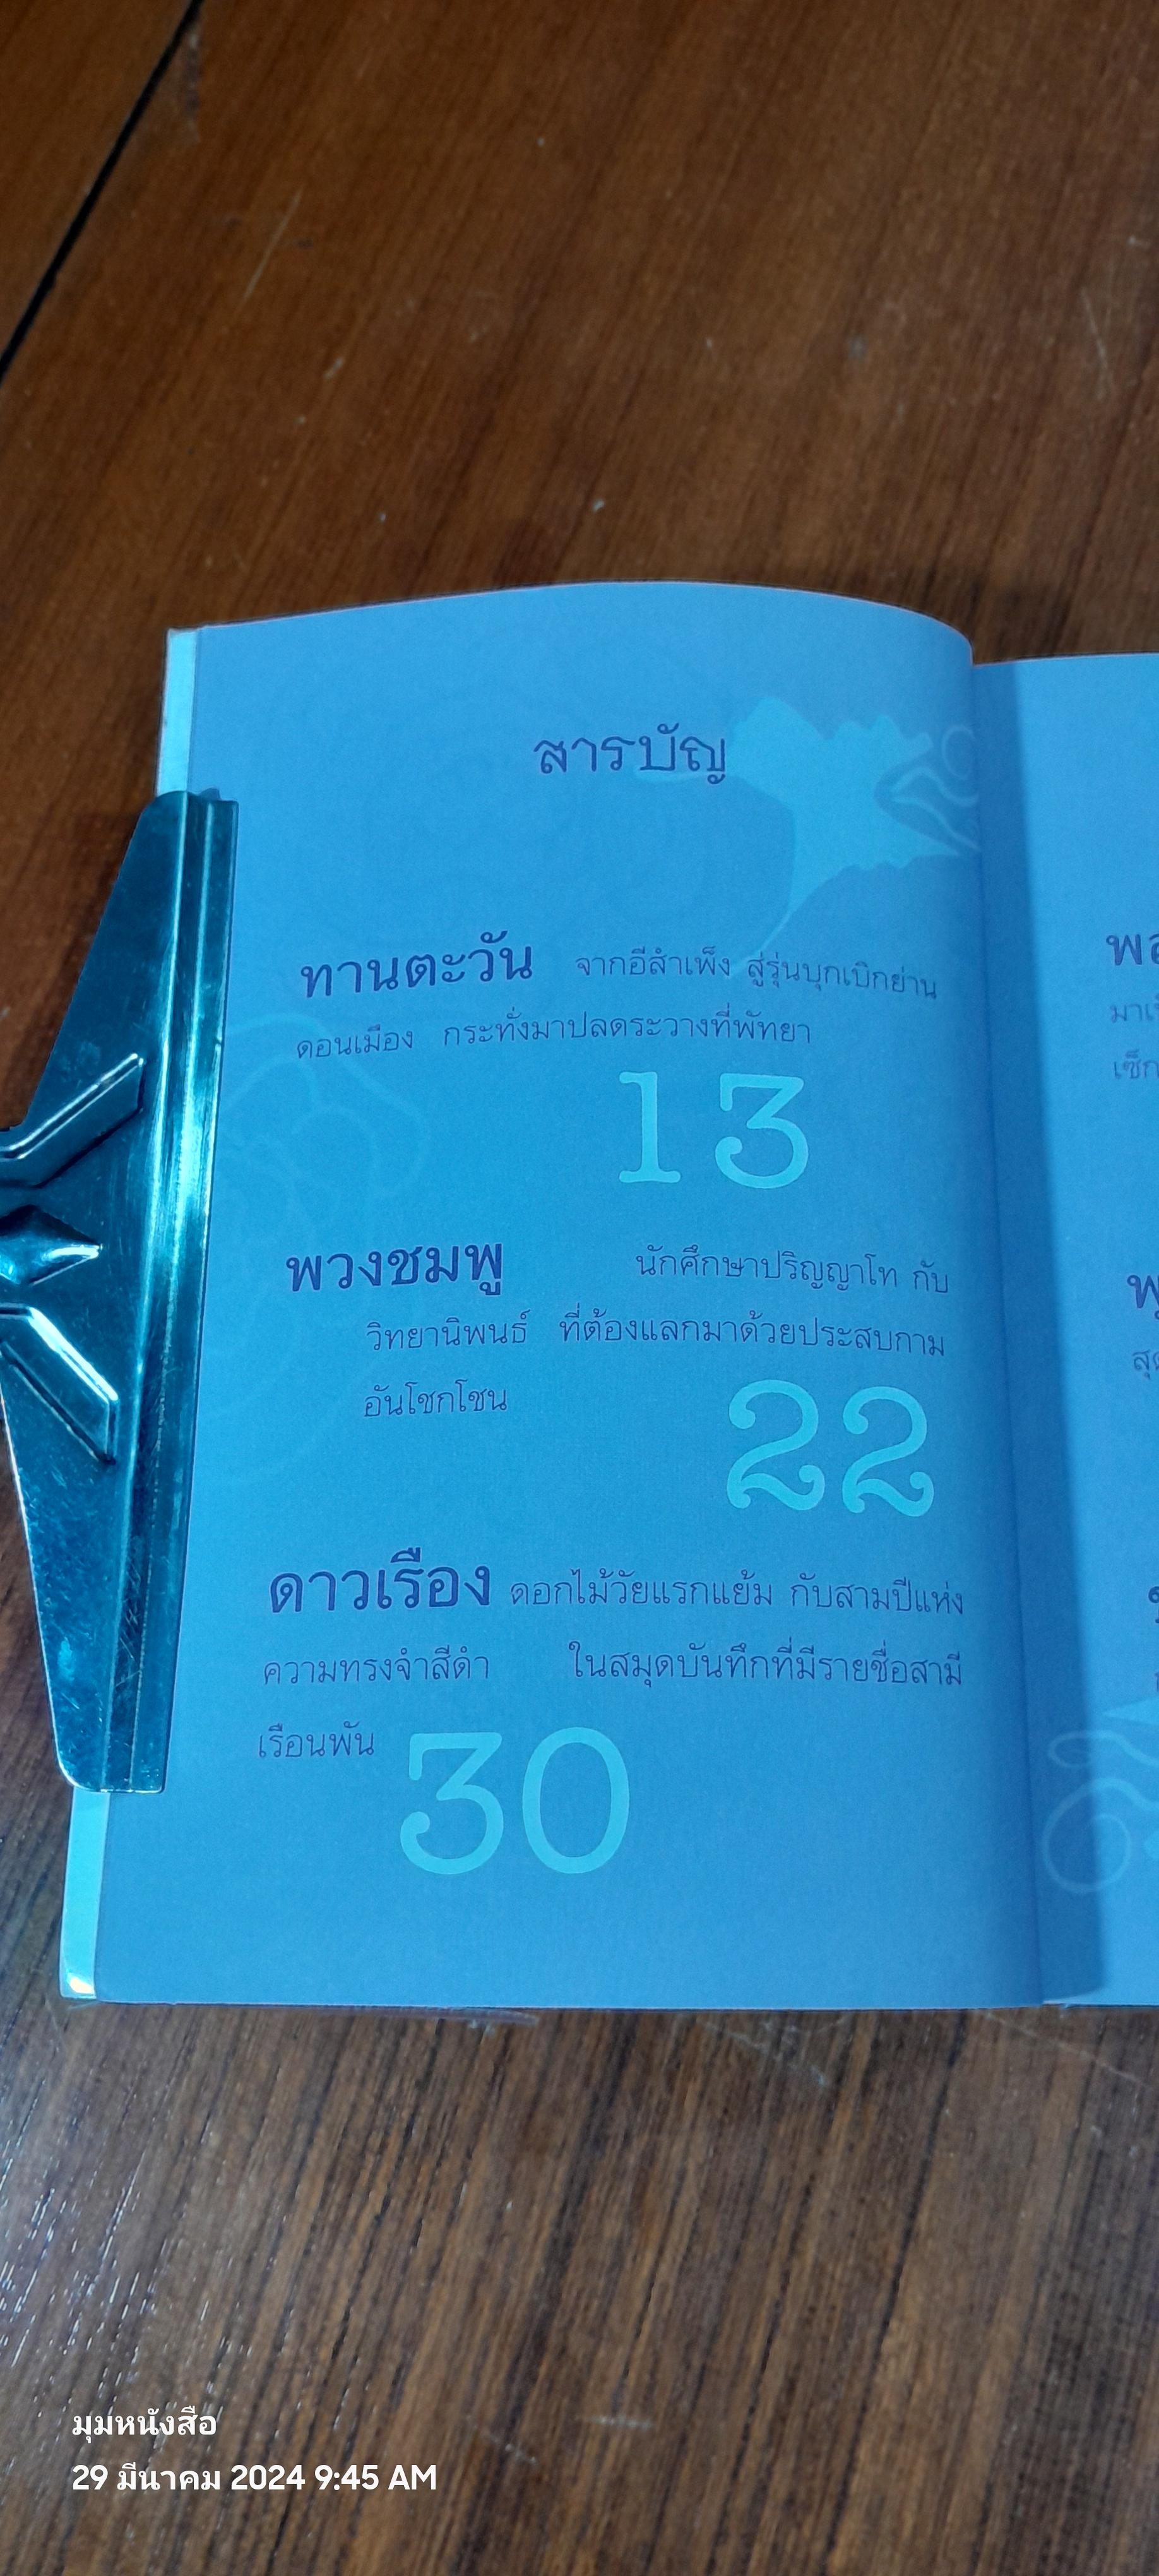 สารบัญ
ทานตะวัน จากอีสำเพ็ง สู่รุ่นบุกเบิกย่าน
ดอนเมือง กระทั่งมาปลดระวางที่พัทยา
13
พวงชมพู นักศึกษาปริญญาโท กับ
วิทยานิพนธ์ ที่ต้องแลกมาด้วยประสบกาม
อันโชกโชน
22
ดาวเรือง ดอกไม้วัยแรกแย้ม กับสามปีแห่ง
ความทรงจำสีดำ ในสมุดบันทึกที่มีรายชื่อสามี
เรือนพัน
30
มุมหนังสือ
29 มีนาคม 2024 9:45 AM